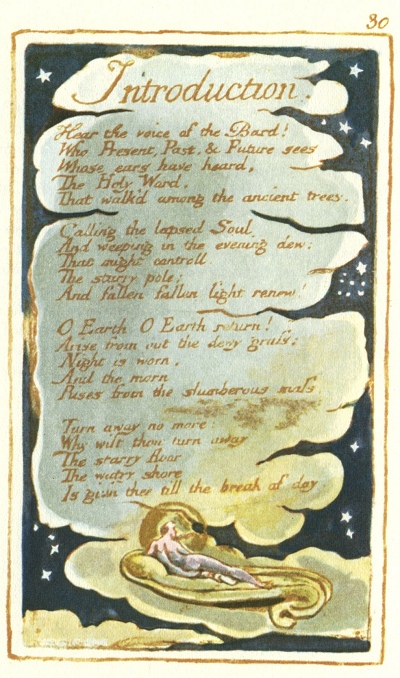 30
Introduction.
Hear the voice of the Bard!
Who Present, Past, & Future sees
Whose ears have heard,
The Holy Word,
That walk'd among the ancient trees.
Calling the lapsed Soul
And weeping in the evening dew:
That might controll.
The starry pole;
And fallen fallen light renew!
O Earth O Earth return!
Arise from out the dewy grass;
Night is worn,
And the morn
Rises from the slumberous mass.
Turn away no more:
Why wilt thou turn away
The starry floor
The watry shore
Is giv'n thee till the break of day